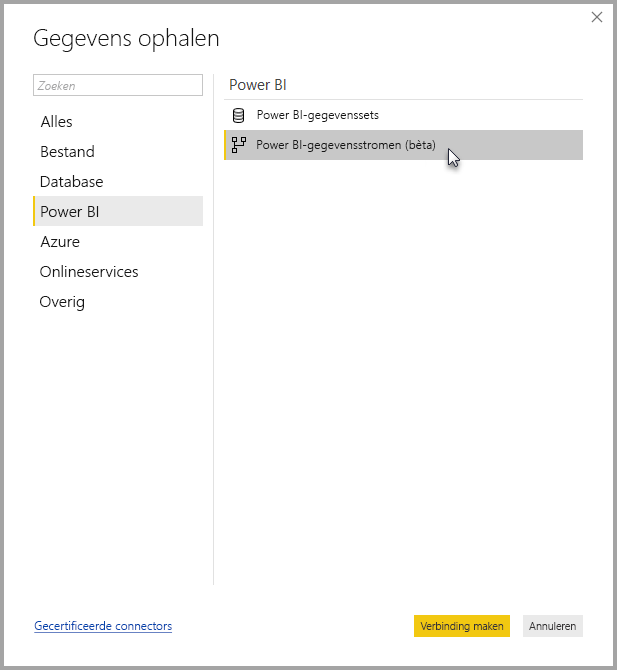 Gegevens ophalen
Zoeken
Alles
Bestand
Database
Power BI
Azure
Onlineservices
Overig
Power BI
Power BI-gegevenssets
Power BI-gegevensstromen (bèta)
Gecertificeerde connectors
Verbinding maken
Annuleren